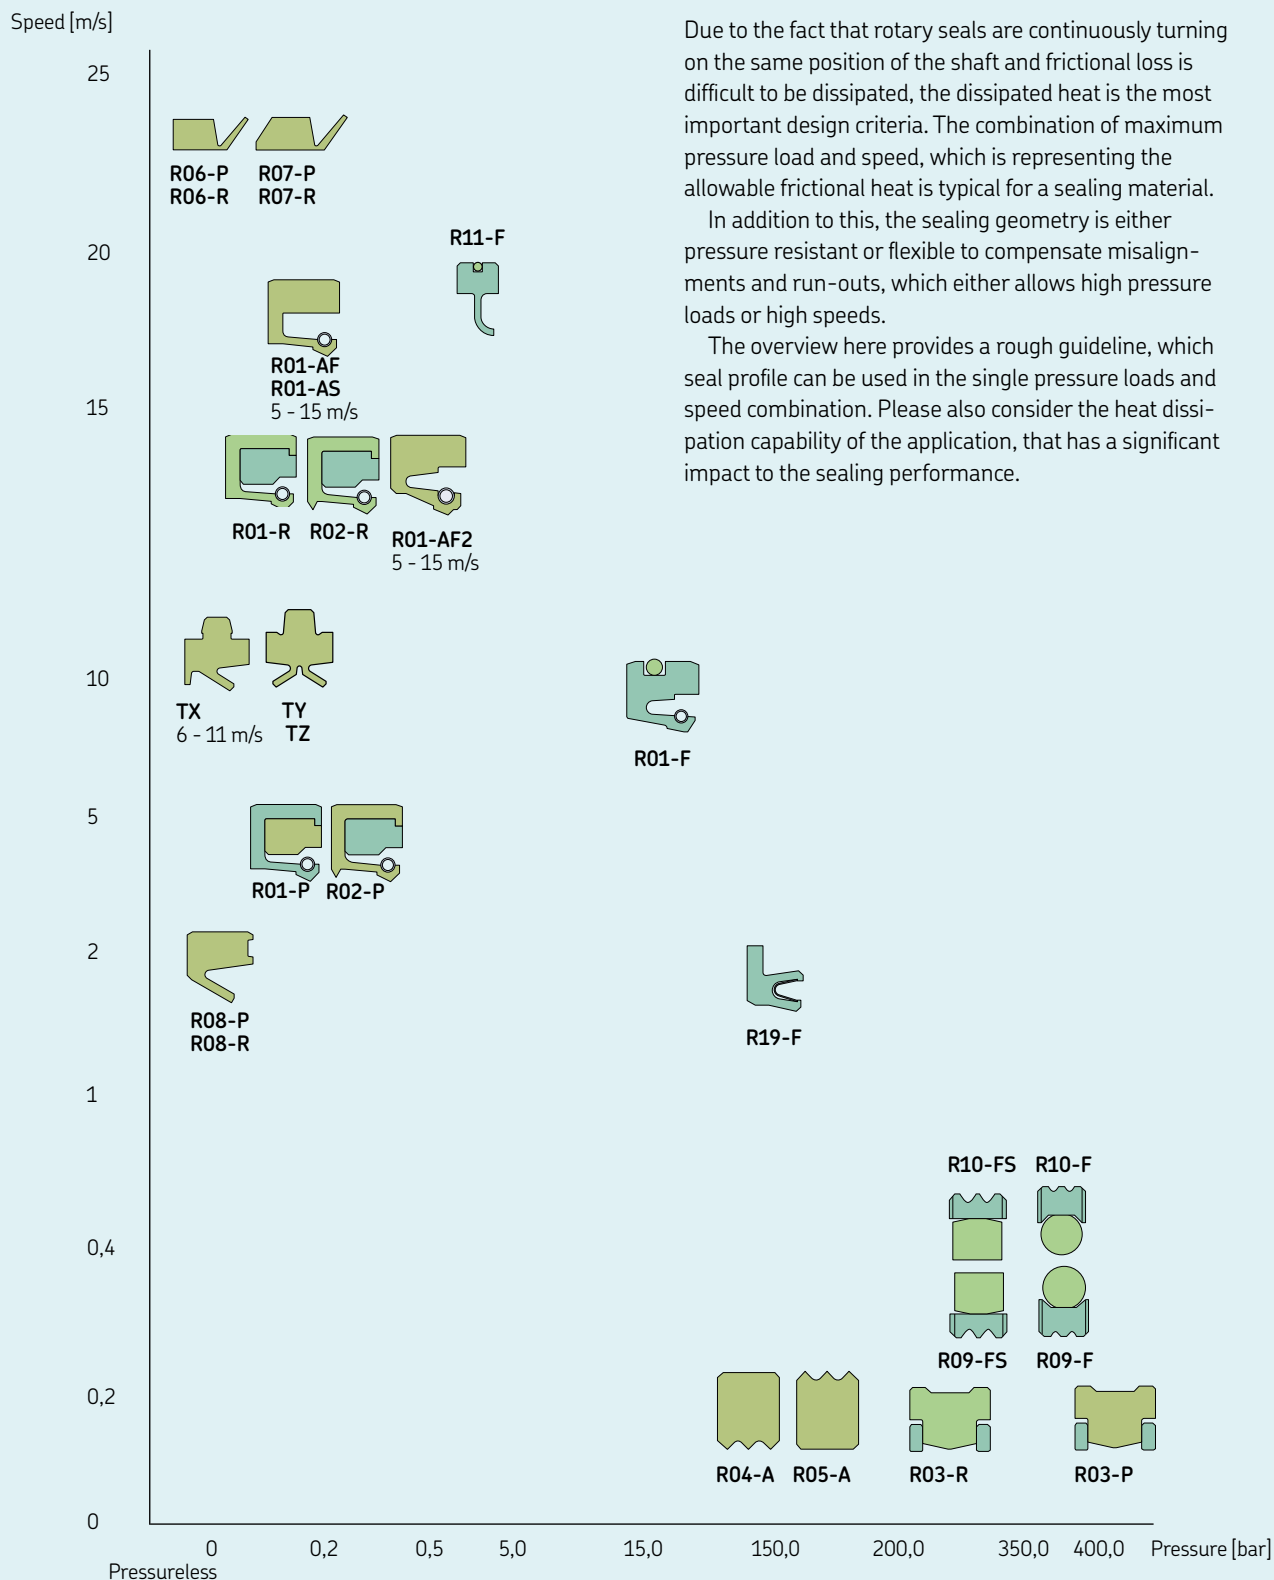 Speed [m/s]
Due to the fact that rotary seals are continuously turning
on the same position of the shaft and frictional loss is
difficult to be dissipated, the dissipated heat is the most
important design criteria. The combination of maximum
pressure load and speed, which is representing the
allowable frictional heat is typical for a sealing material.
In addition to this, the sealing geometry is either
pressure resistant or flexible to compensate misalign-
ments and run-outs, which either allows high pressure
loads or high speeds.
The overview here provides a rough guideline, which
seal profile can be used in the single pressure loads and
speed combination. Please also consider the heat dissi-
pation capability of the application, that has a significant
impact to the sealing performance.
25
R06-P R07-P
R06-R R07-R
20
R11-F
R01-AF
R01-AS
5 - 15 m/s
15
R01-R R02-R R01-AF2
5 - 15 m/s
10
TX TY
6 - 11 m/s TZ
R01-F
5
R01-P R02-P
2
R08-P
R08-R
R19-F
1
R10-FS R10-F
0,4
R09-FS R09-F
0,2
R04-A R05-A R03-R R03-P
0
0 0,2 0,5 5,0 15,0 150,0 200,0 350,0 400,0 Pressure [bar]
Pressureless